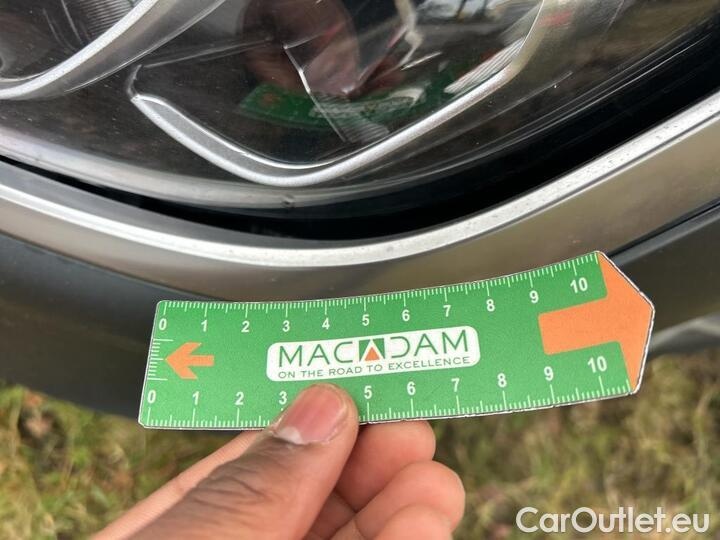 0 1 2 3 4 5 6 7 8 9 10
MACADAM
ON THE ROAD TO EXCELLENCE
0 1 2 3 5 6 7 8 9 10
CarOutlet.eu